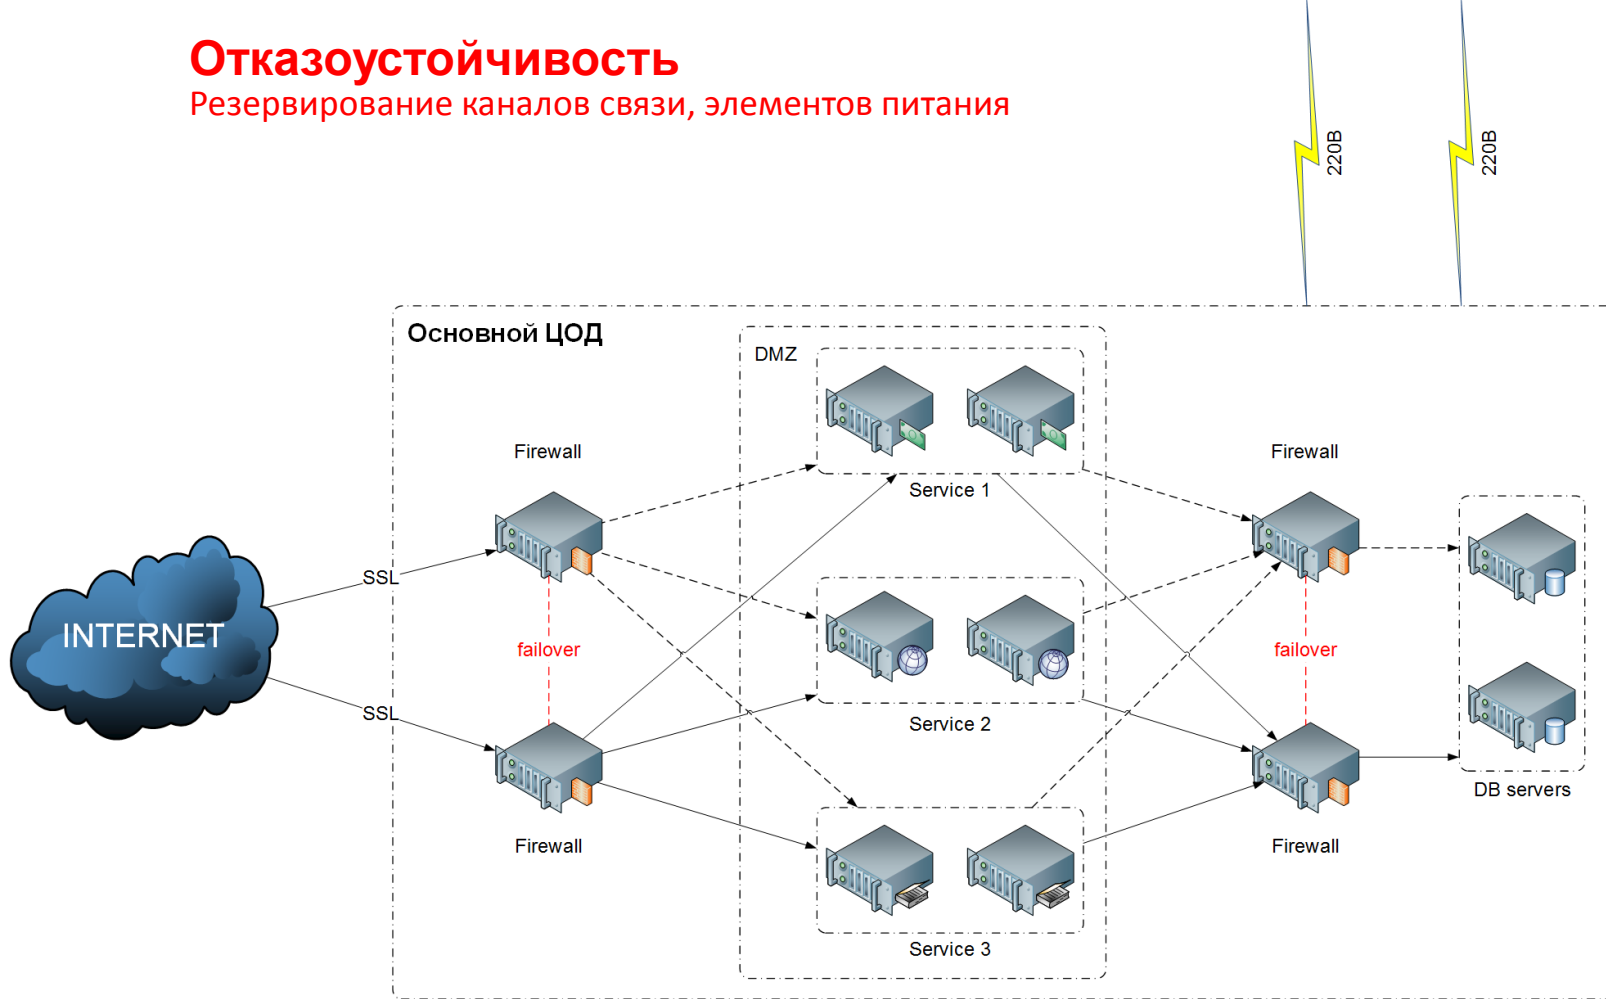 Отказоустойчивость
Резервирование каналов связи, элементов питания
220В
220В
Основной ЦОД
DMZ
Firewall
Firewall
Service 1
SSL
INTERNET
failover
failover
SSL
Service 2
DB servers
Firewall
Firewall
Service 3